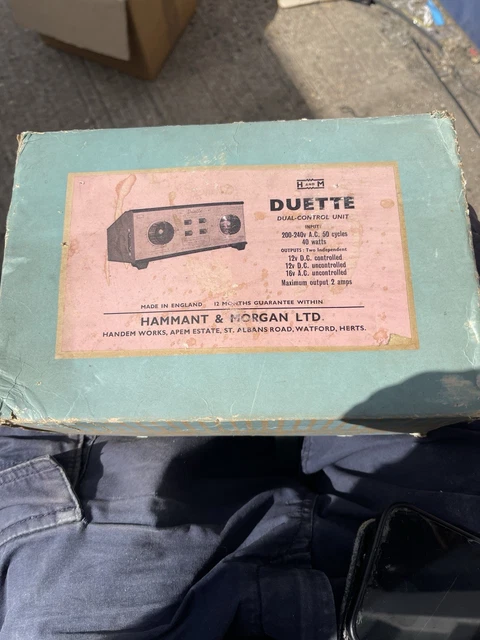 H AND M
DUETTE
DUAL-CONTROL UNIT
INPUT:
200-240v A.C. 50 cycles
40 watts
OUTPUTS: Two Independent
12v D.C. controlled
12v D.C. uncontrolled
16v A.C. uncontrolled
Maximum output 2 amps
MADE IN ENGLAND 12 MONTHS GUARANTEE WITHIN
HAMMANT & MORGAN LTD.
HANDEM WORKS, APEM ESTATE, ST. ALBANS ROAD, WATFORD, HERTS.